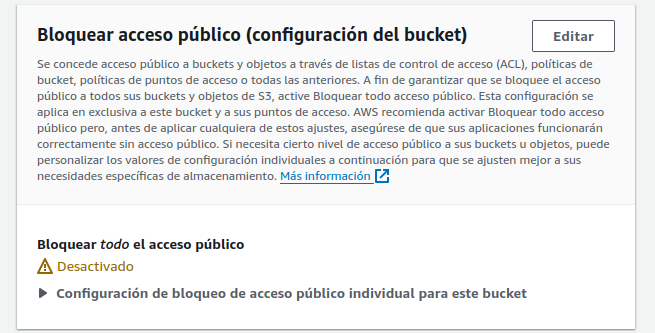 Bloquear acceso público (configuración del bucket)
Editar
Se concede acceso público a buckets y objetos a través de listas de control de acceso (ACL), políticas de
bucket, políticas de puntos de acceso o todas las anteriores. A fin de garantizar que se bloquee el acceso
público a todos sus buckets y objetos de S3, active Bloquear todo acceso público. Esta configuración se
aplica en exclusiva a este bucket y a sus puntos de acceso. AWS recomienda activar Bloquear todo acceso
público pero, antes de aplicar cualquiera de estos ajustes, asegúrese de que sus aplicaciones funcionarán
correctamente sin acceso público. Si necesita cierto nivel de acceso público a sus buckets u objetos, puede
personalizar los valores de configuración individuales a continuación para que se ajusten mejor a sus
necesidades específicas de almacenamiento. Más información
Bloquear todo el acceso público
Desactivado
Configuración de bloqueo de acceso público individual para este bucket